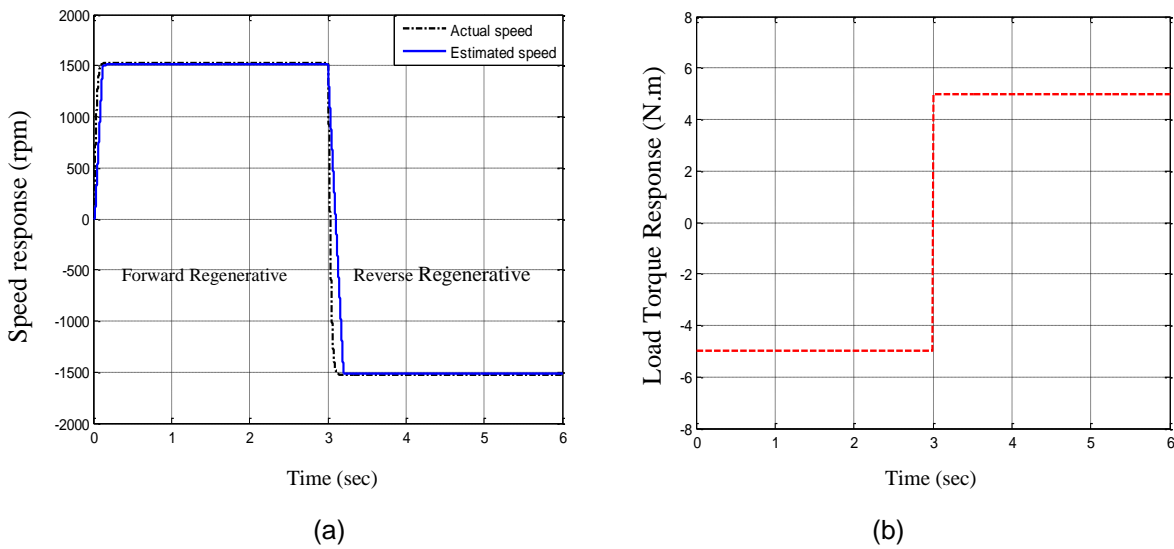 2000
1500
1000
500
0
-500
-1000
-1500
-2000
Speed response (rpm)
Actual speed
Estimated speed
Forward Regenerative
Reverse Regenerative
0 1 2 3 4 5 6
Time (sec)
(a)
8
6
4
2
0
-2
-4
-6
-8
Load Torque Response (N.m)
0 1 2 3 4 5 6
Time (sec)
(b)